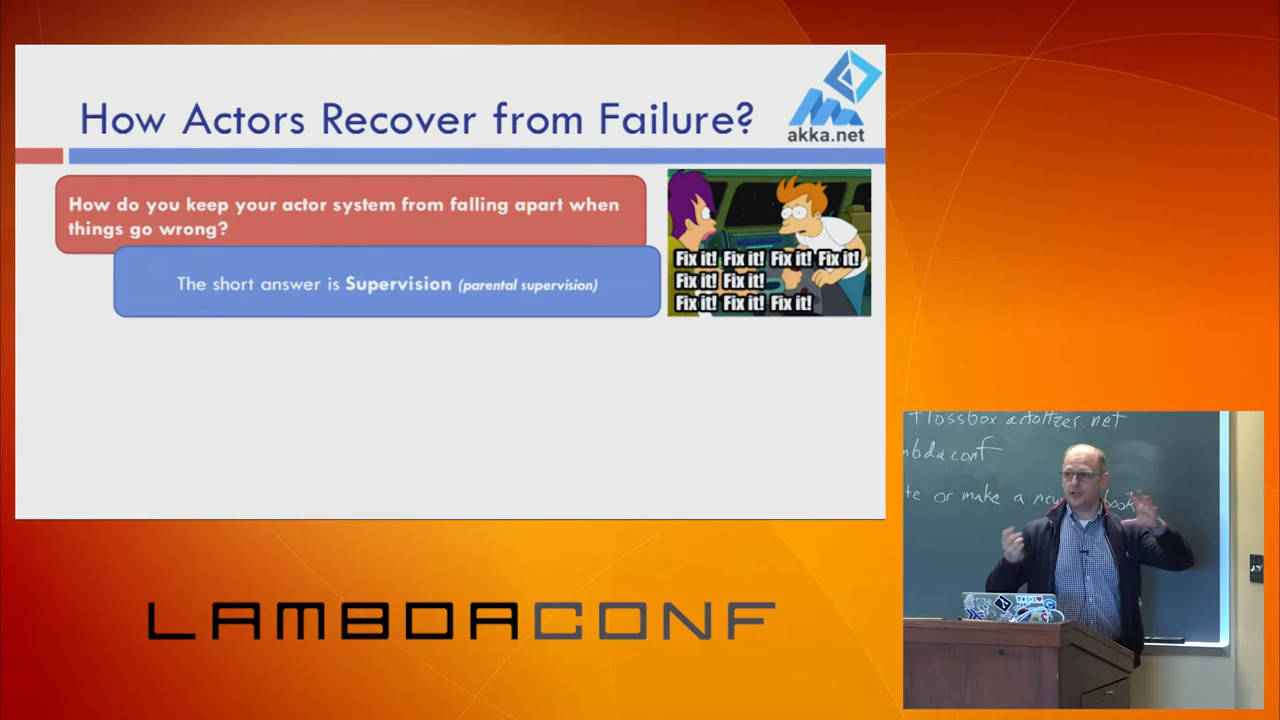 How Actors Recover from Failure?
akka.net
How do you keep your actor system from falling apart when
things go wrong?
The short answer is Supervision (parental supervision)
Fix it! Fix it! Fix it! Fix it!
Fix it! Fix it!
Fix it! Fix it! Fix it!
LAMBDACONF
or make a new book